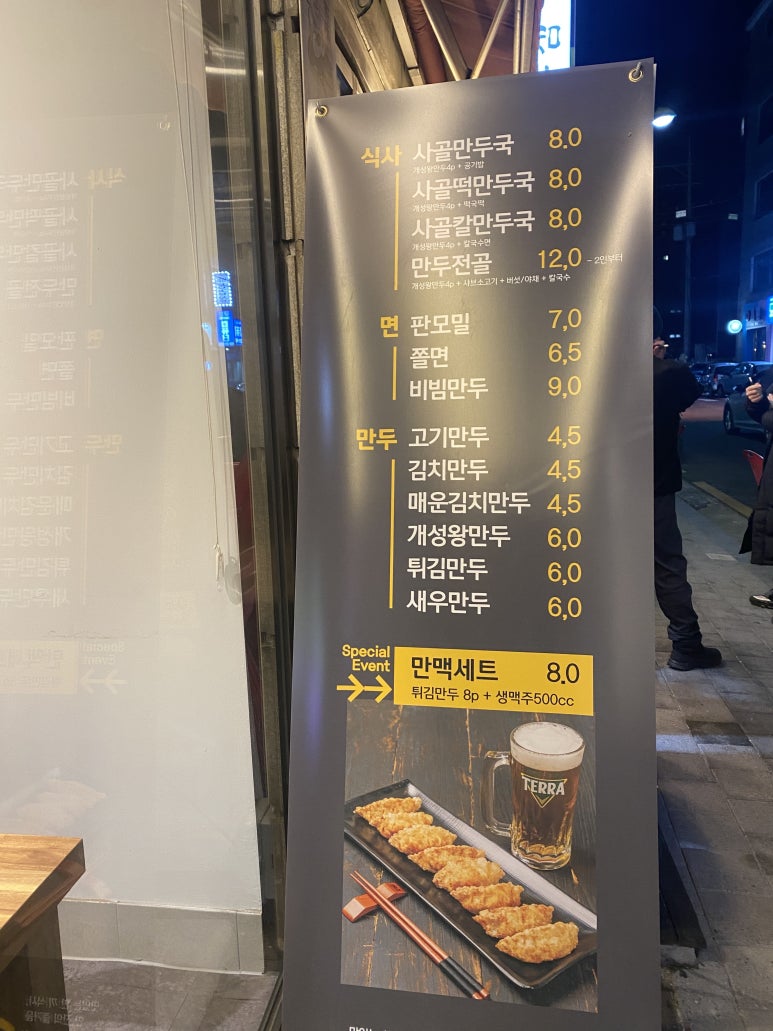 식사 사골만두국 8.0
개성왕만두4p + 공기밥
사골떡만두국 8,0
개성왕만두4p + 떡국떡
사골칼만두국 8,0
개성왕만두4p + 칼국수면
만두전골 12,0 - 2인부터
개성왕만두4p + 샤브소고기 + 버섯/야채 + 칼국수
면 판모밀 7,0
쫄면 6,5
비빔만두 9,0
만두 고기만두 4,5
김치만두 4,5
매운김치만두 4,5
개성왕만두 6,0
튀김만두 6,0
새우만두 6,0
Special
Event
만맥세트 8.0
튀김만두 8p + 생맥주500cc
TERRA